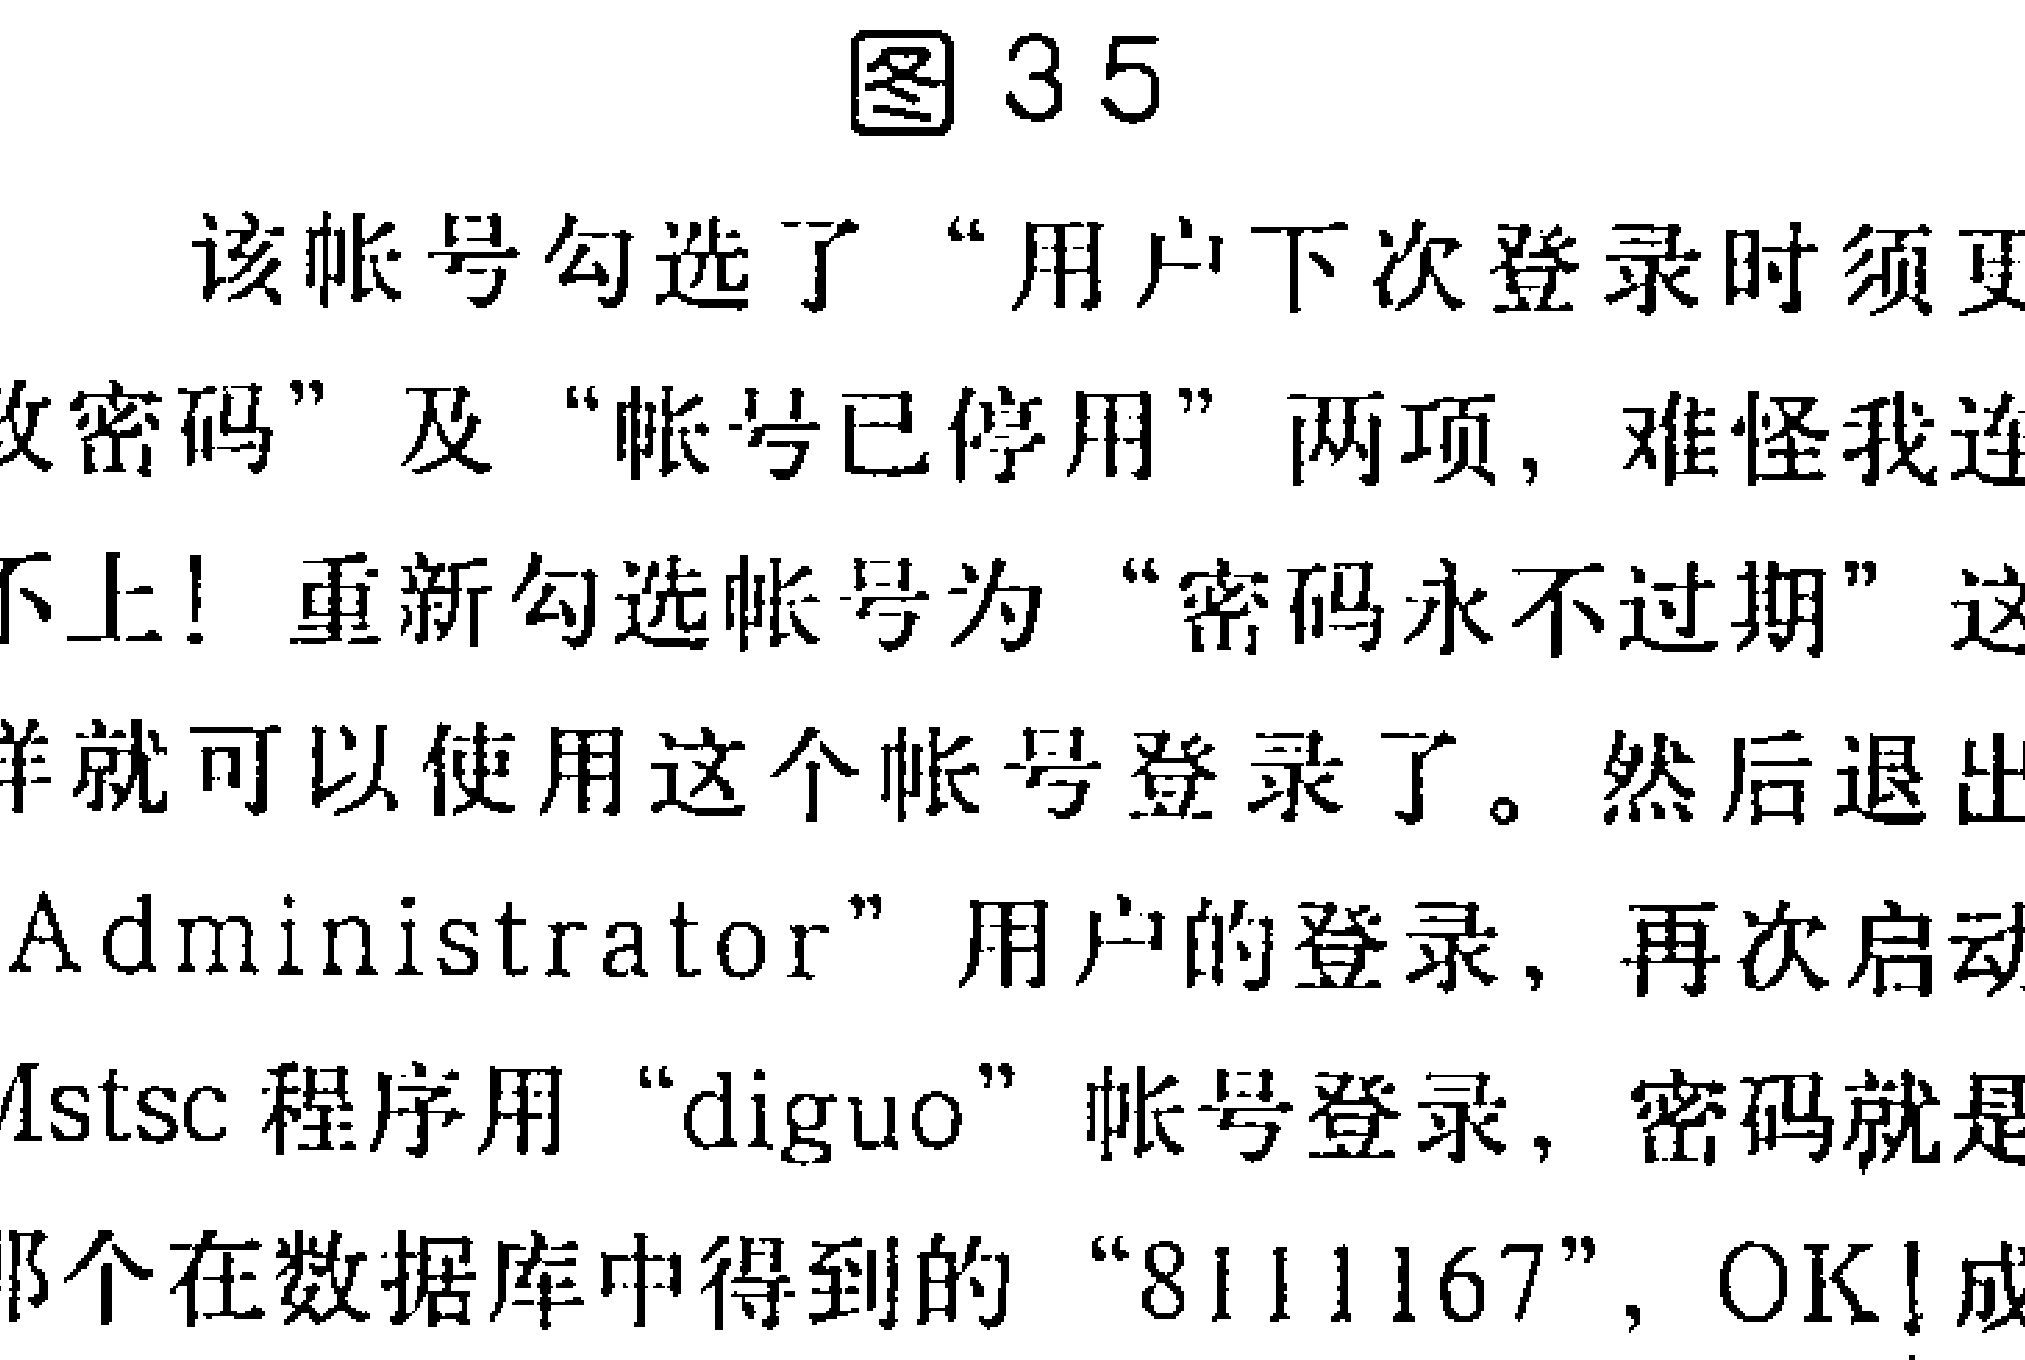 图 35
该帐号勾选了“用户下次登录时须更
改密码”及“帐号已停用”两项，难怪我连
不上！重新勾选帐号为“密码永不过期”这
样就可以使用这个帐号登录了。然后退出
Administrator”用户的登录，再次启动
Mstsc 程序用“diguo”帐号登录，密码就是
那个在数据库中得到的“8111167”，OK！成